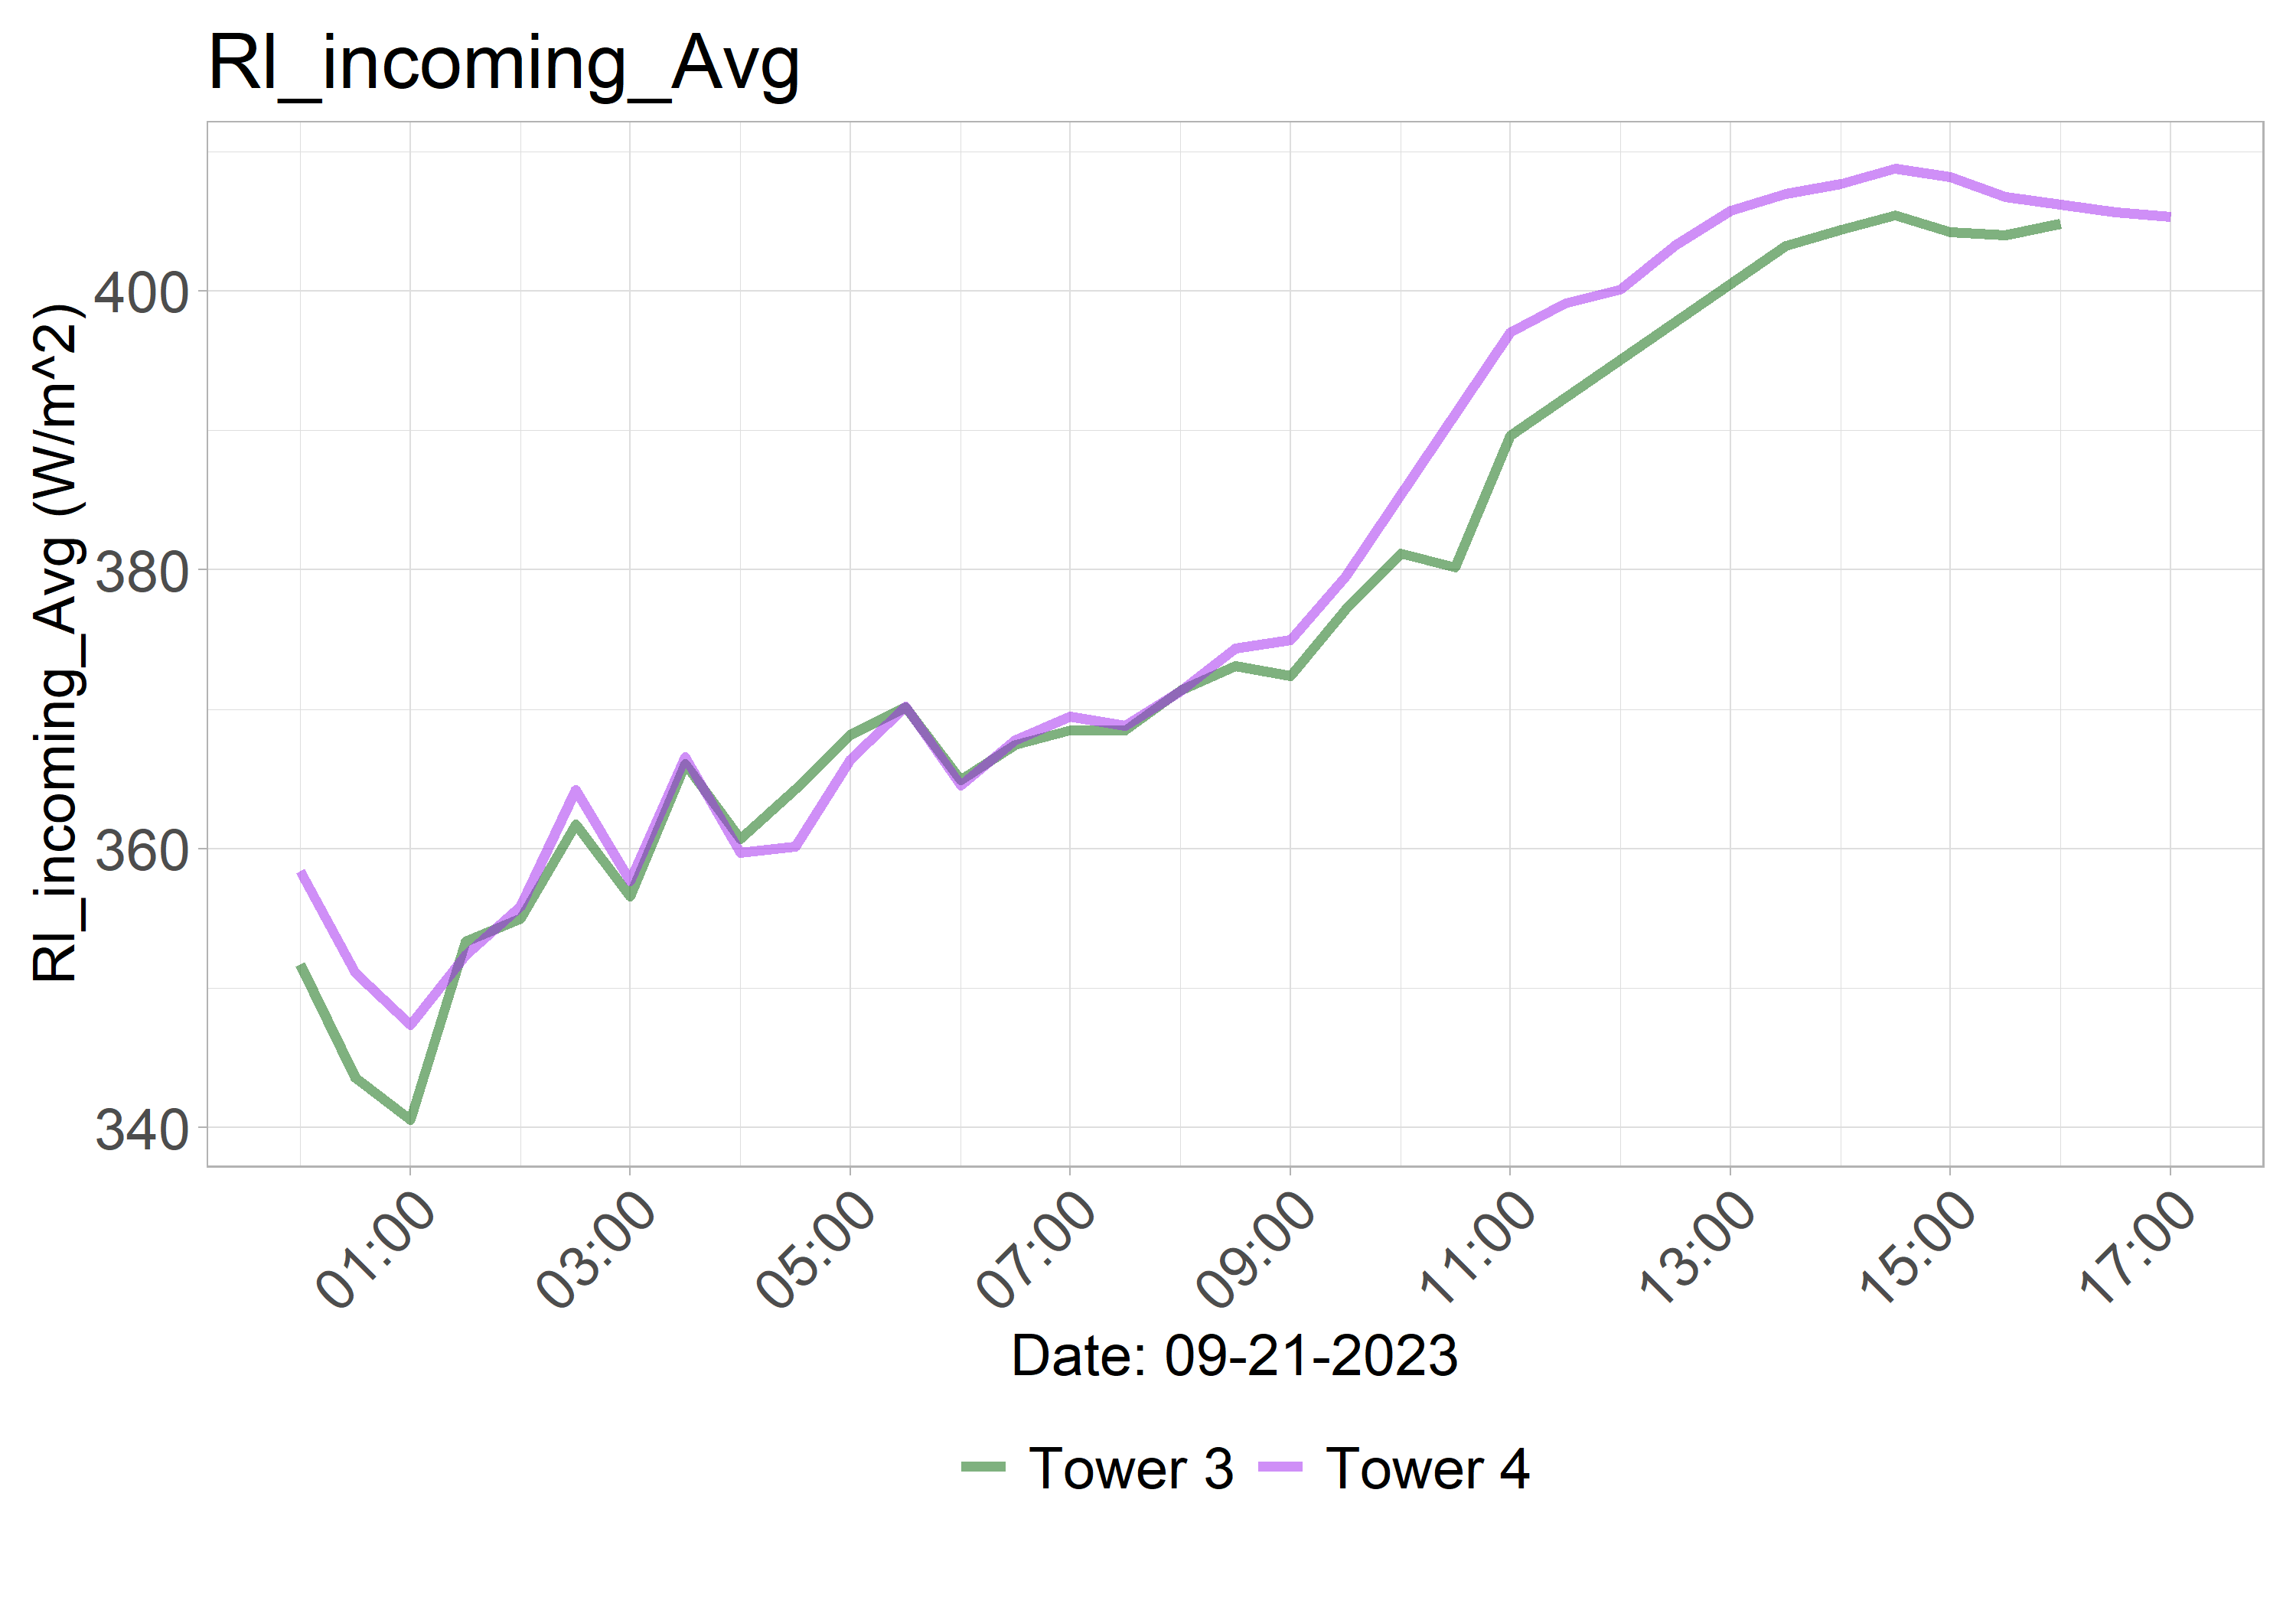 Rl_incoming_Avg
Rl_incoming_Avg (W/m^2)
400
380
360
340
01:00
03:00
05:00
07:00
09:00
11:00
13:00
15:00
17:00
Date: 09-21-2023
Tower 3
Tower 4